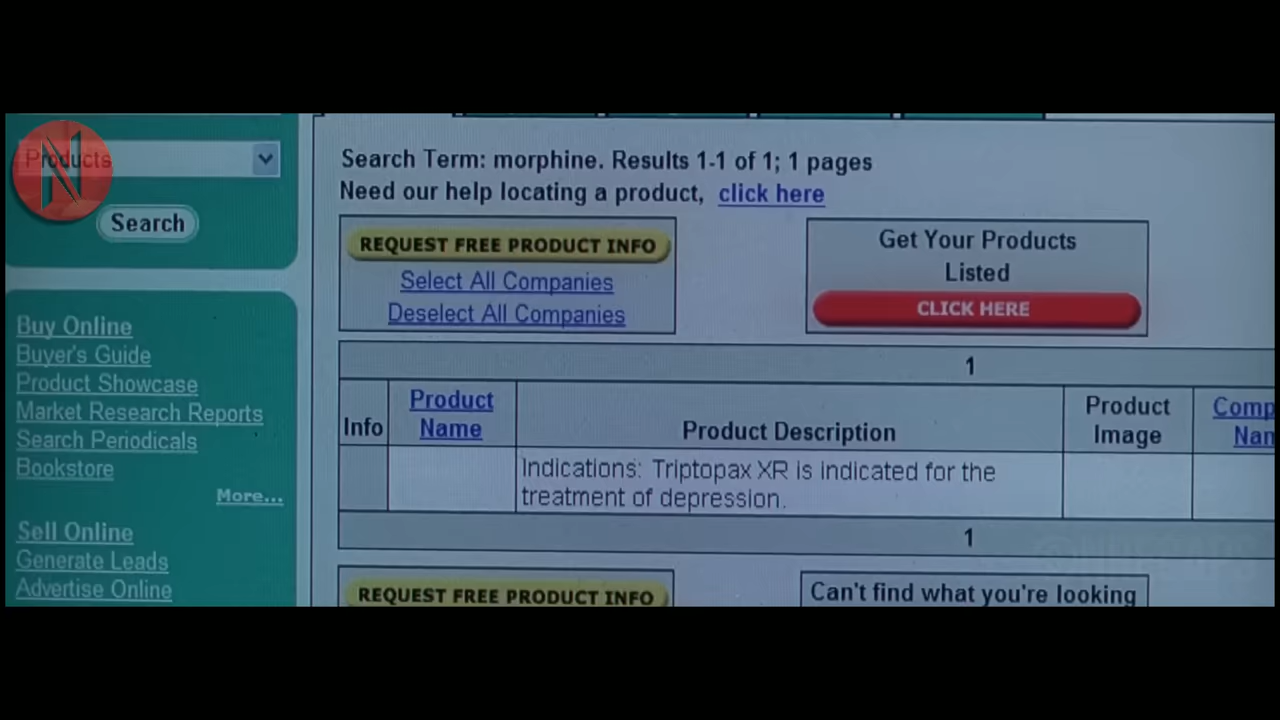 Products
Search
Buy Online
Buyer's Guide
Product Showcase
Market Research Reports
Search Periodicals
Bookstore
More...
Sell Online
Generate Leads
Advertise Online
Search Term: morphine. Results 1-1 of 1; 1 pages
Need our help locating a product, click here
REQUEST FREE PRODUCT INFO
Select All Companies
Deselect All Companies
Get Your Products
Listed
CLICK HERE
1
Info
Product
Name
Product Description
Product
Image
Comp
Nan
Indications: Triptopax XR is indicated for the
treatment of depression.
1
REQUEST FREE PRODUCT INFO
Can't find what you're looking